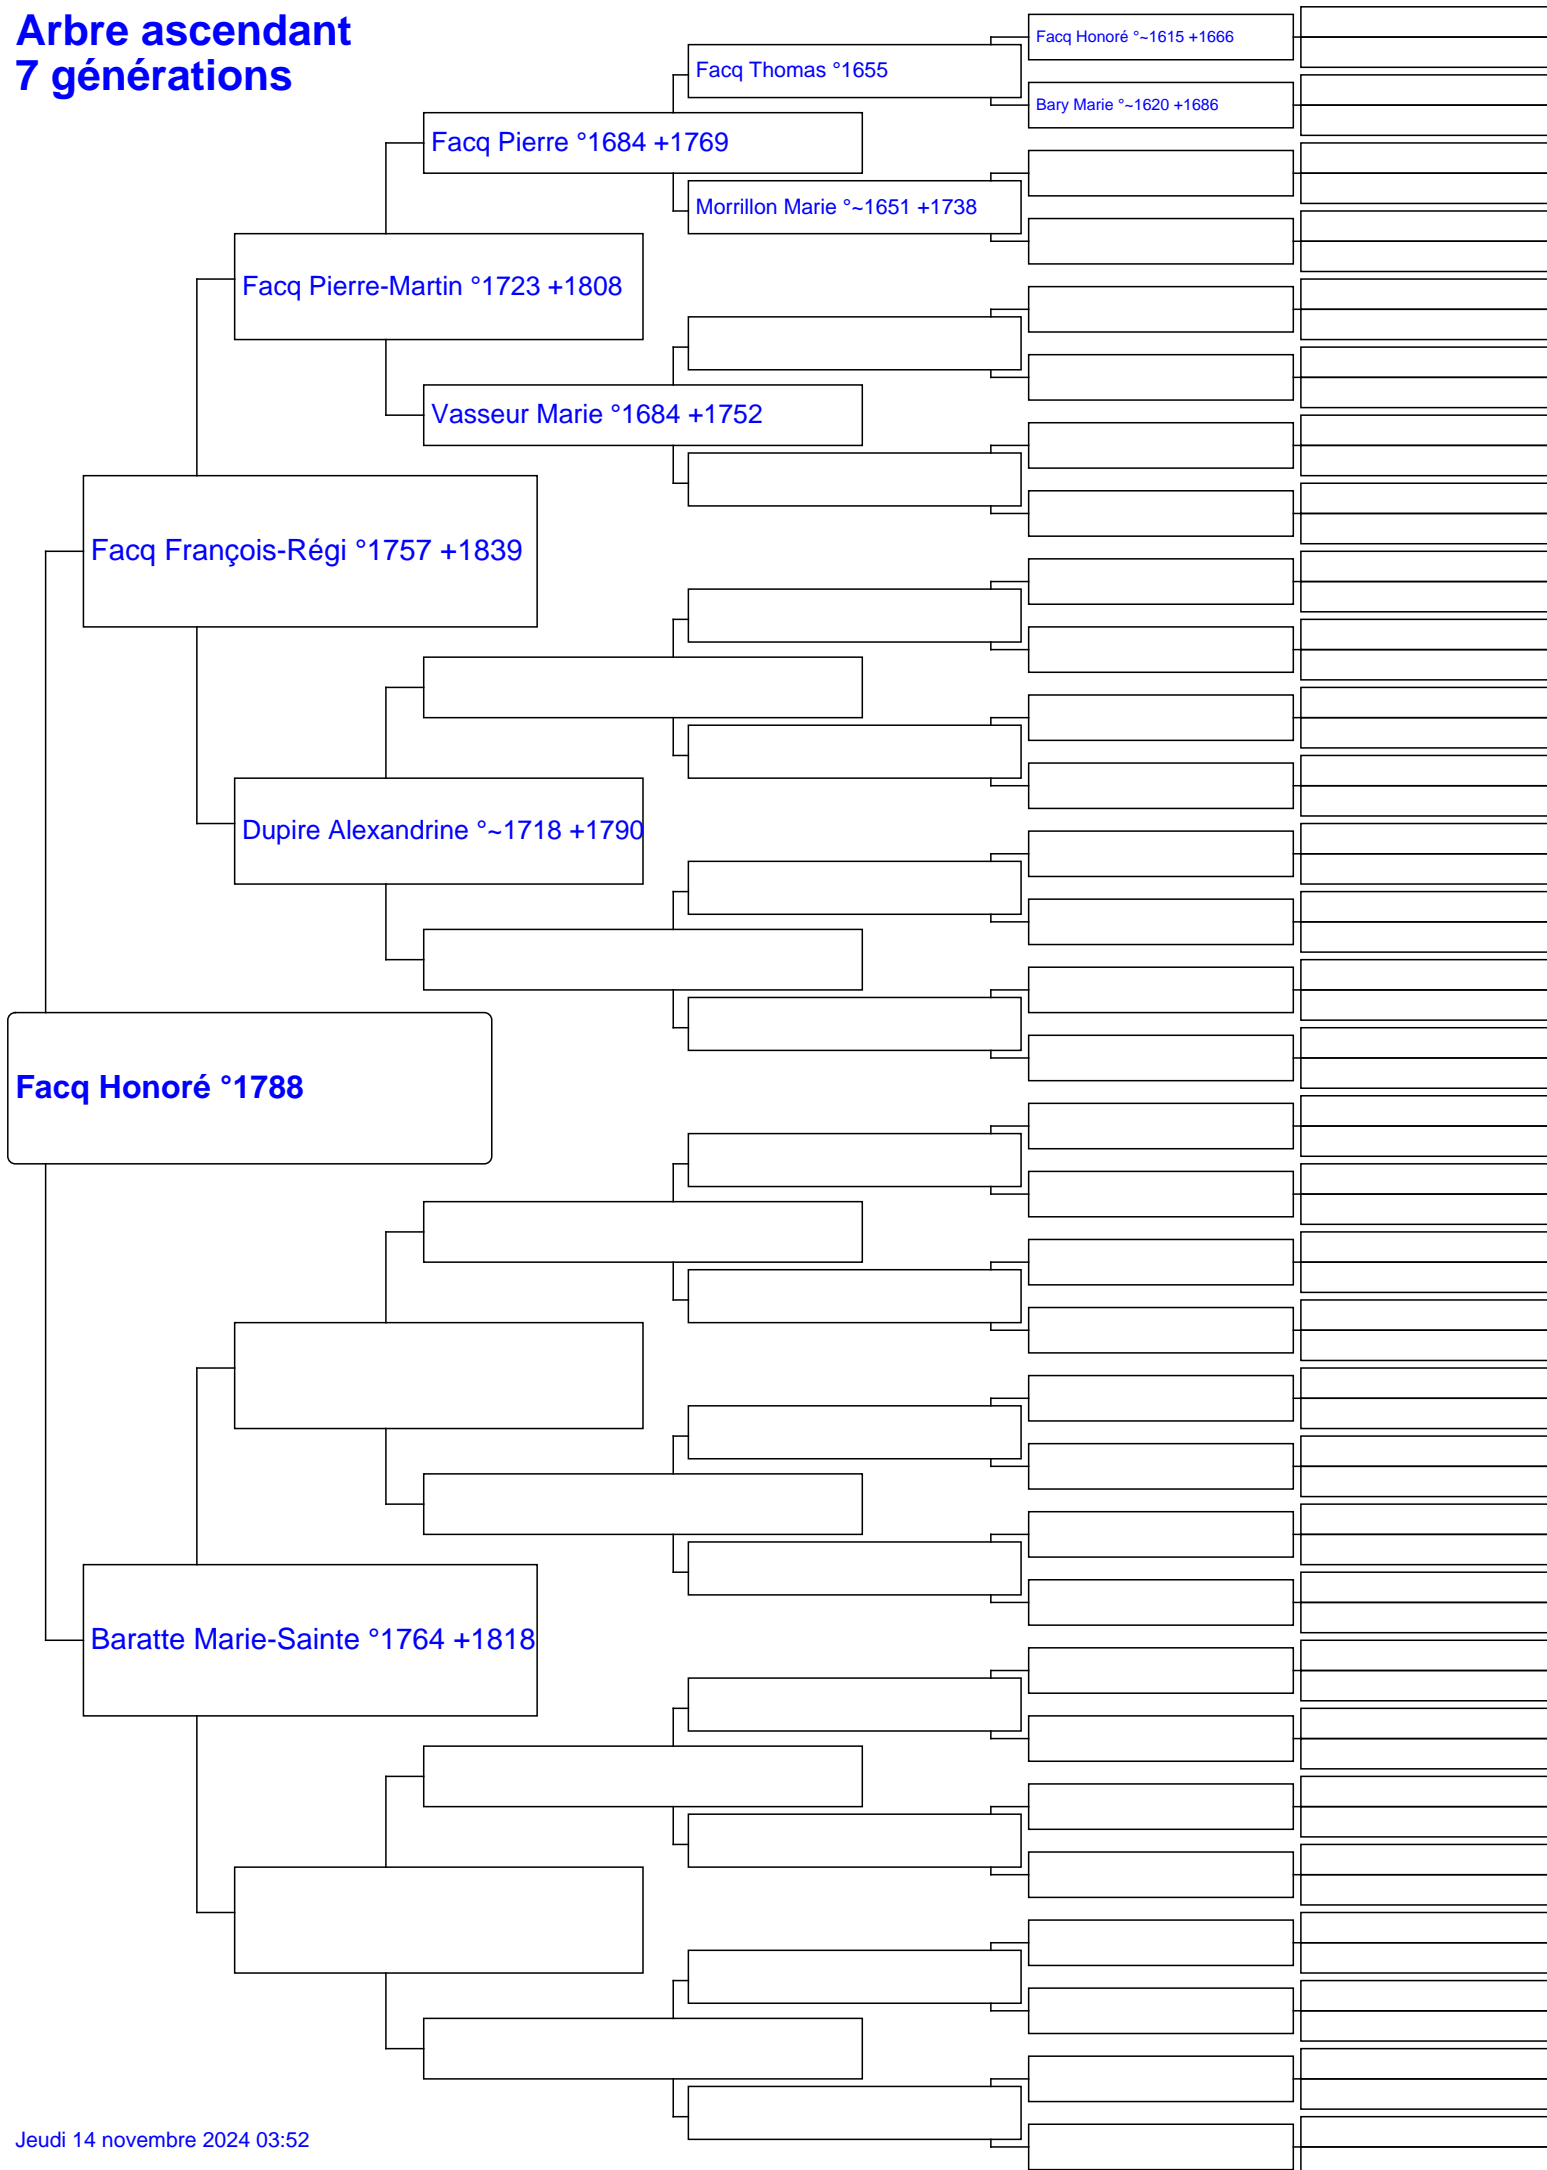 Arbre ascendant
7 générations
Facq Honoré °~1615 +1666
Facq Thomas °1655
Bary Marie °~1620 +1686
Facq Pierre °1684 +1769
Morrillon Marie °~1651 +1738
Facq Pierre-Martin °1723 +1808
Vasseur Marie °1684 +1752
Facq François-Régi °1757 +1839
Dupire Alexandrine °~1718 +1790
Facq Honoré °1788
Baratte Marie-Sainte °1764 +1818
Jeudi 14 novembre 2024 03:52